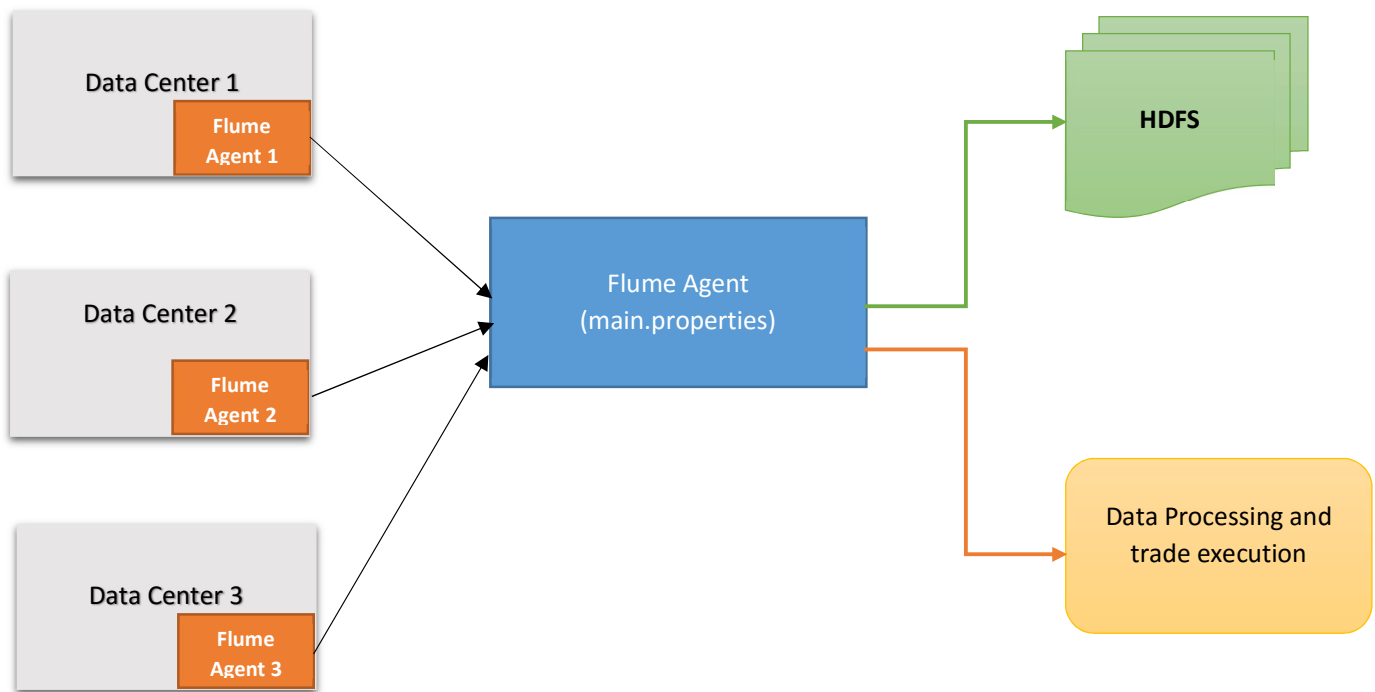 Data Center 1
Flume
Agent 1
HDFS
Flume Agent
(main.properties)
Data Center 2
Flume
Agent 2
Data Processing and
trade execution
Data Center 3
Flume
Agent 3